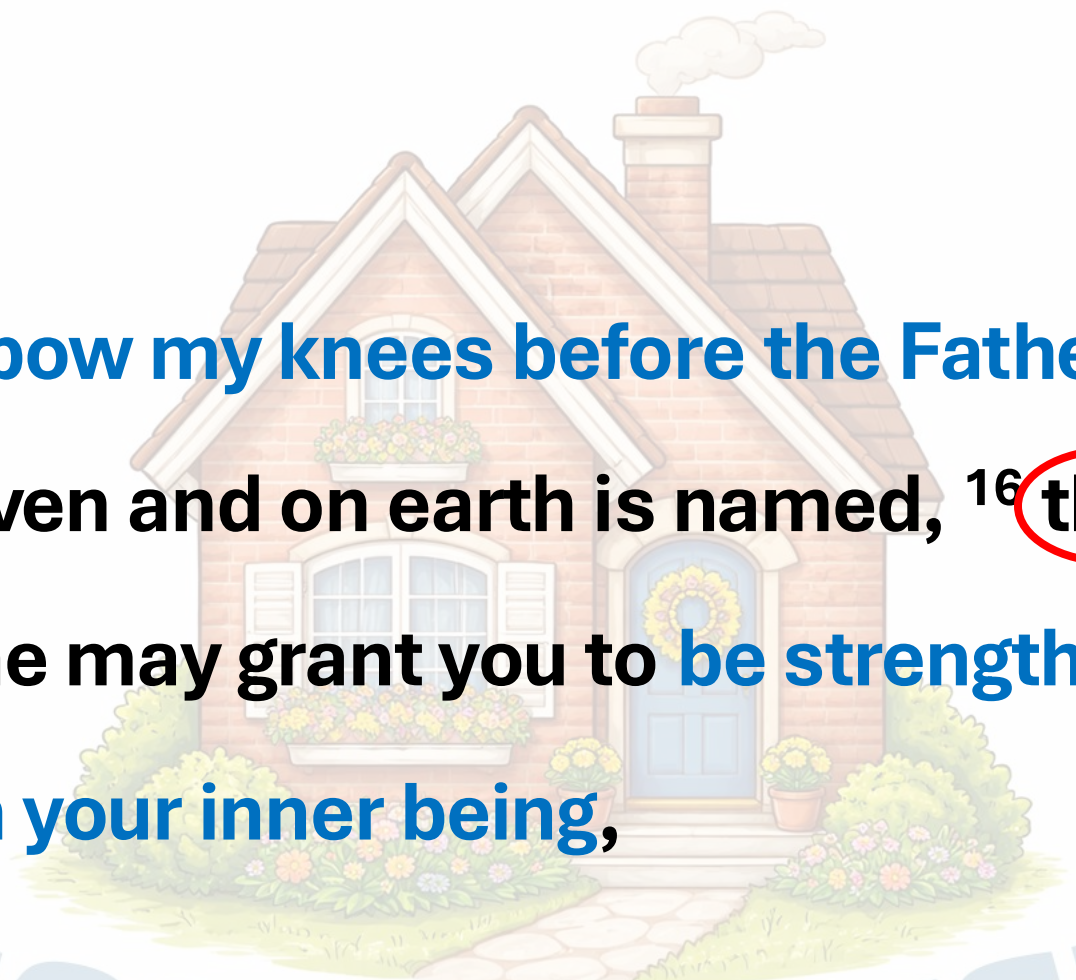 bow my knees before the Fathe
ven and on earth is named, 16 th
e may grant you to be strength
your inner being,